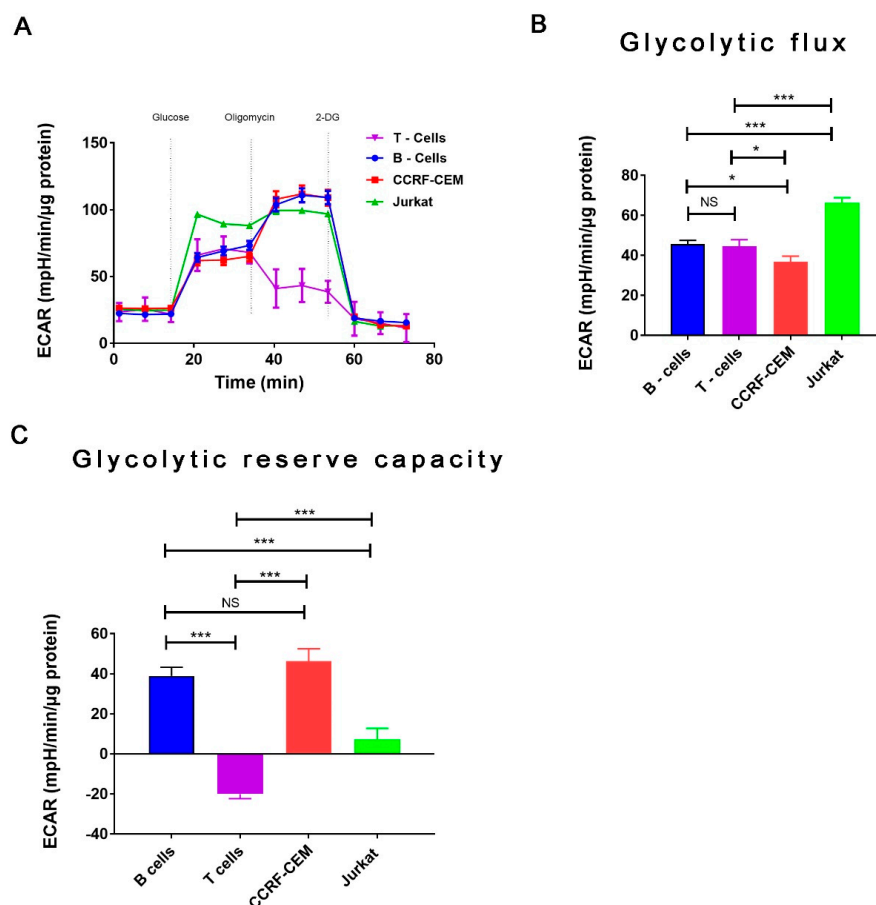 A
Glucose
Oligomycin
2-DG
ECAR (mpH/min/µg protein)
150
100
50
0
0
20
40
60
80
Time (min)
T - Cells
B - Cells
CCRF-CEM
Jurkat
B
Glycolytic flux
ECAR (mpH/min/µg protein)
80
60
40
20
0
***
***
*
*
NS
B - cells
T - cells
CCRF-CEM
Jurkat
C
Glycolytic reserve capacity
ECAR (mpH/min/µg protein)
60
40
20
0
-20
-40
***
***
***
NS
***
B cells
T cells
CCRF-CEM
Jurkat